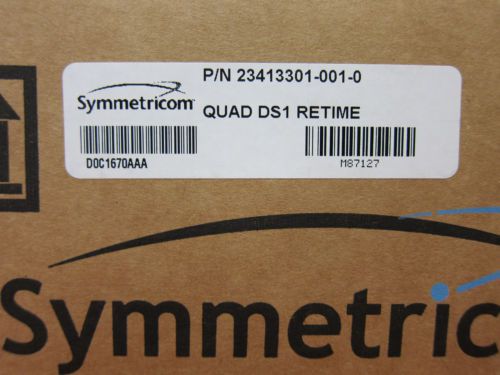 P/N 23413301-001-0
Symmetricom
QUAD DS1 RETIME
D0C1670AAA
M87127
Symmetric